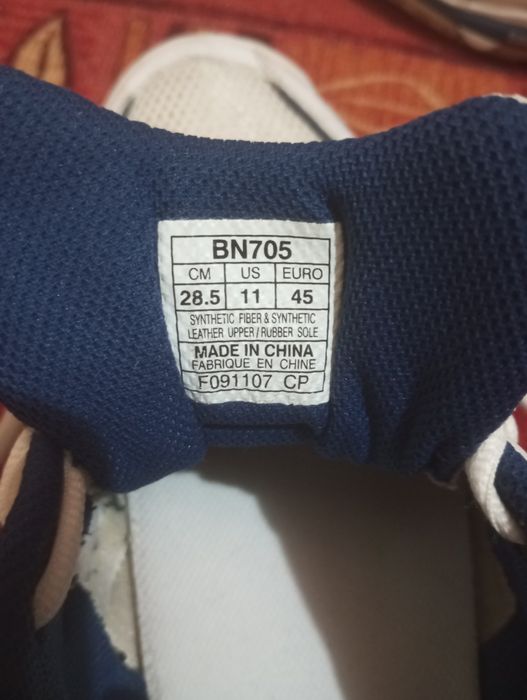 BN705
CM US EURO
28.5 11 45
SYNTHETIC FIBER & SYNTHETIC
LEATHER UPPER / RUBBER SOLE
MADE IN CHINA
FABRIQUE EN CHINE
F091107 CP